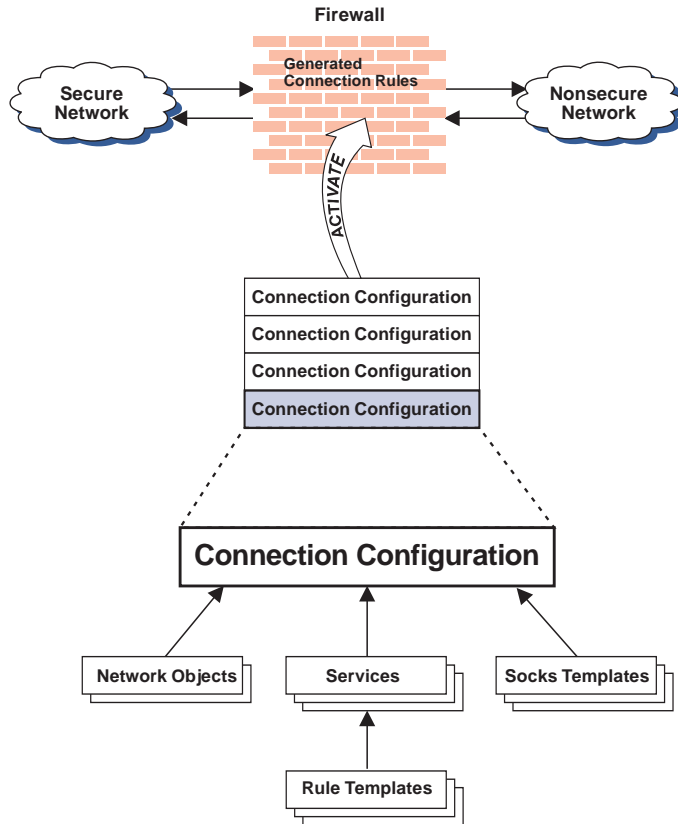 Firewall
Generated
Connection Rules
Secure
Network
Nonsecure
Network
ACTIVATE
Connection Configuration
Connection Configuration
Connection Configuration
Connection Configuration
Connection Configuration
Network Objects
Services
Socks Templates
Rule Templates